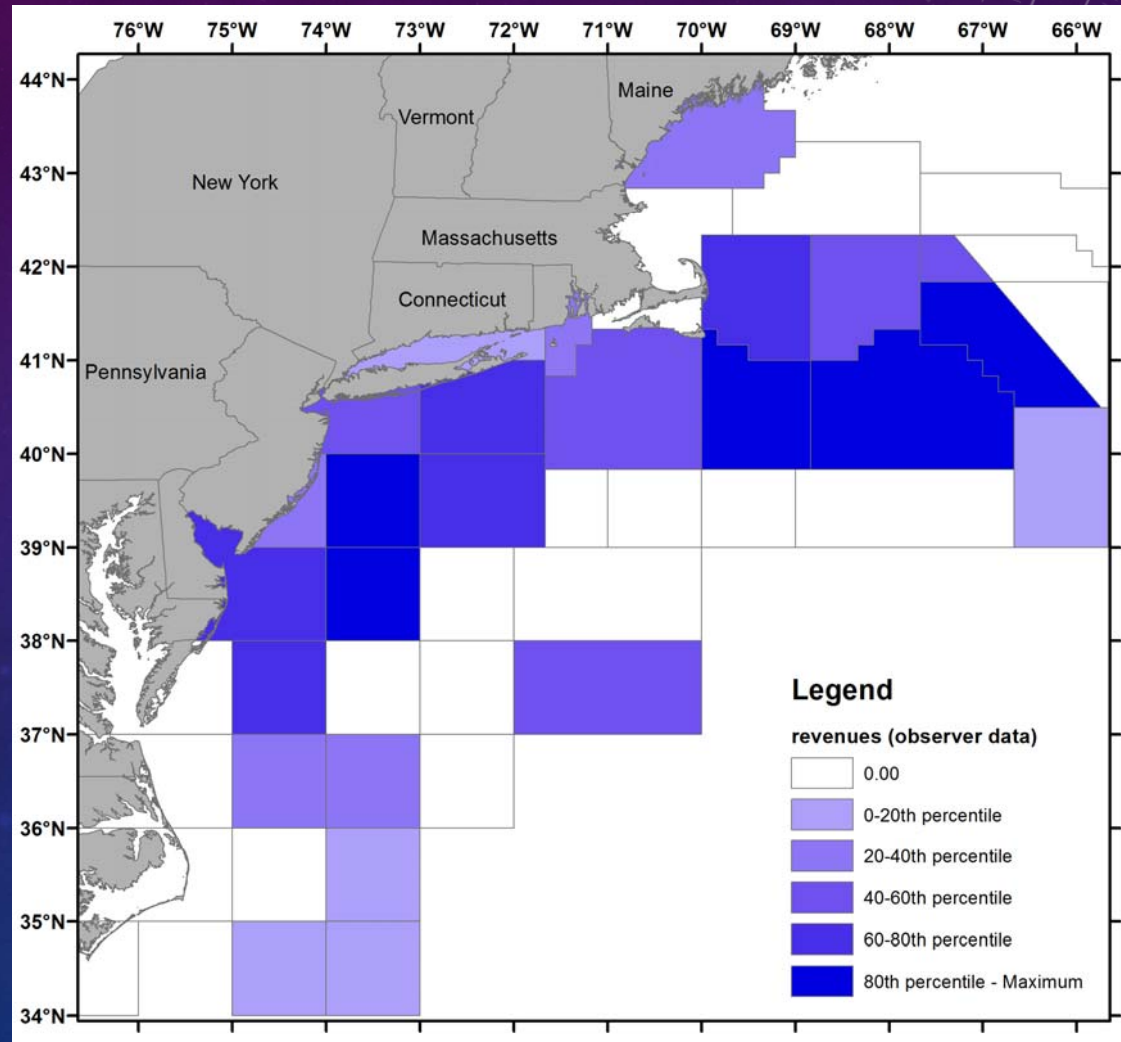 76°W 75°W 74°W 73°W 72°W 71°W 70°W 69°W 68°W 67°W 66°W
44°N
Maine
Vermont
43°N
New York
Massachusetts
42°N
Connecticut
41°N
Pennsylvania
40°N
39°N
38°N
37°N
36°N
35°N
34°N
Legend
revenues (observer data)
0.00
0-20th percentile
20-40th percentile
40-60th percentile
60-80th percentile
80th percentile - Maximum